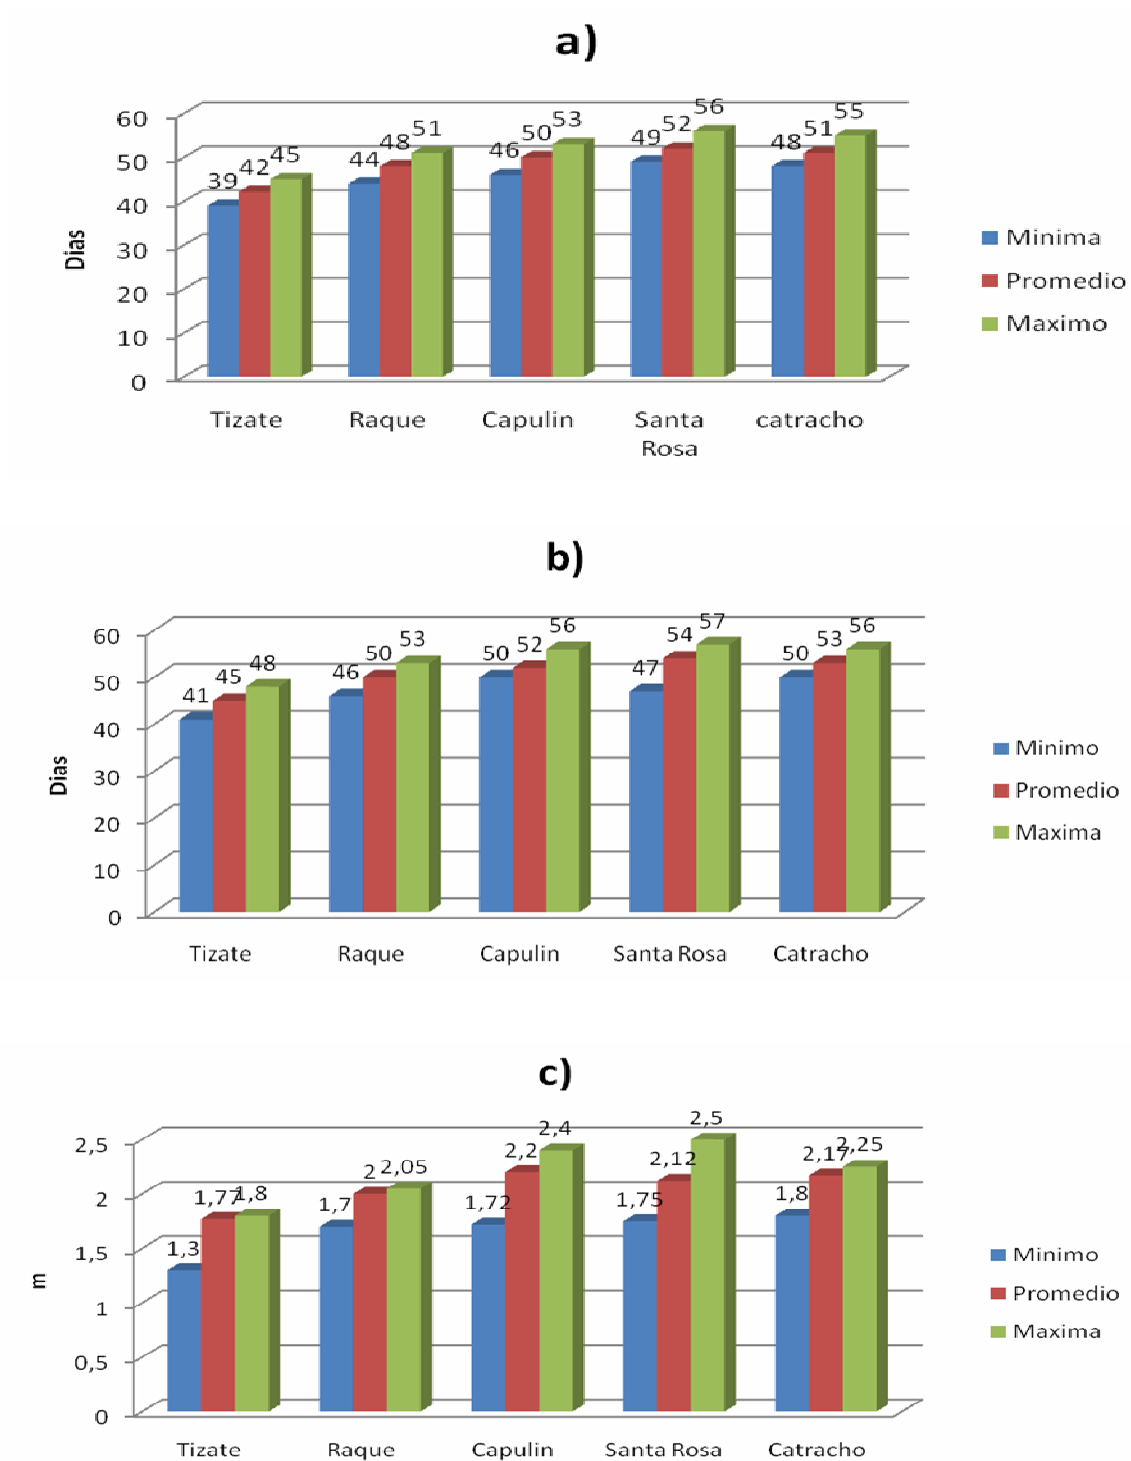 a)
60
50
40
30
20
10
0
Dias
39 42 45
44 48 51
46 50 53
49 52 56
48 51 55
Tizate Raque Capulin Santa Rosa catracho
Minima
Promedio
Maximo
b)
60
50
40
30
20
10
0
Dias
41 45 48
46 50 53
50 52 56
47 54 57
50 53 56
Tizate Raque Capulin Santa Rosa Catracho
Minimo
Promedio
Maxima
c)
2,5
2
1,5
1
0,5
0
m
1,3 1,77 1,8
1,7 2 2,05
1,72 2,2 2,4
1,75 2,12 2,5
1,8 2,17 2,25
Tizate Raque Capulin Santa Rosa Catracho
Minimo
Promedio
Maxima